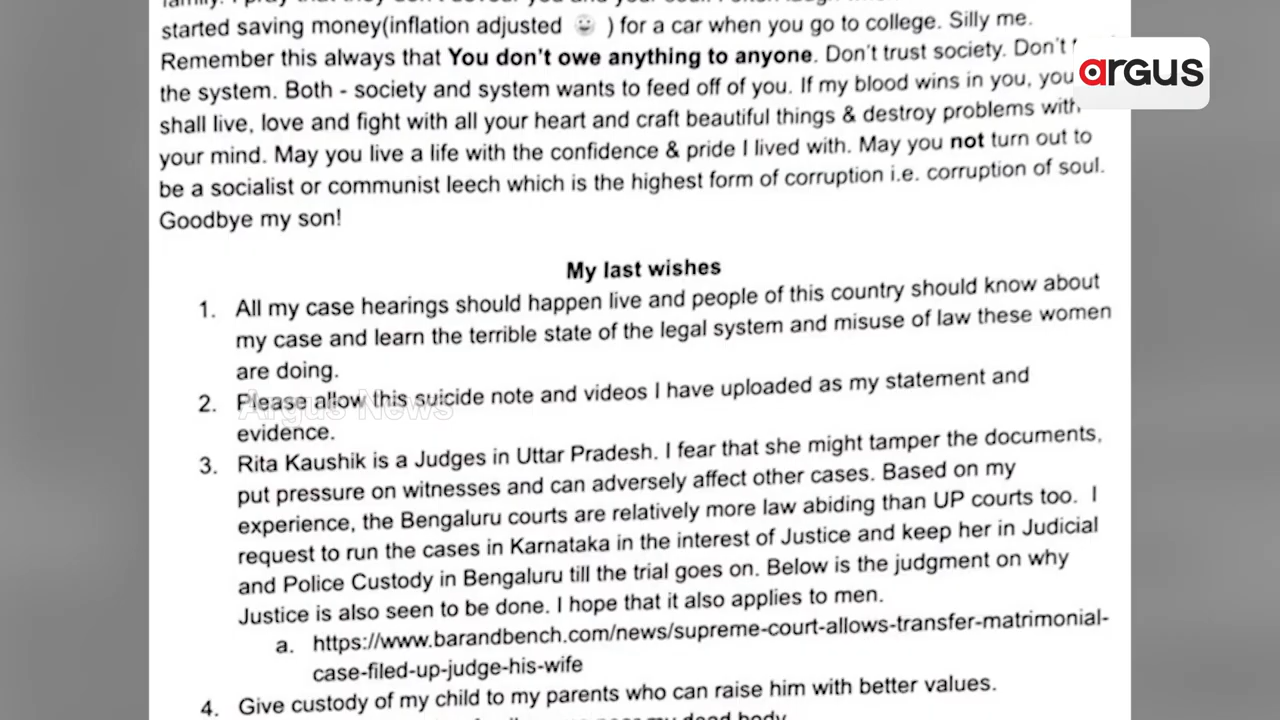 started saving money(inflation adjusted 😀 ) for a car when you go to college. Silly me.
Remember this always that You don't owe anything to anyone. Don't trust society. Don't
the system. Both - society and system wants to feed off of you. If my blood wins in you, you
shall live, love and fight with all your heart and craft beautiful things & destroy problems with
your mind. May you live a life with the confidence & pride I lived with. May you not turn out to
be a socialist or communist leech which is the highest form of corruption i.e. corruption of soul.
Goodbye my son!
My last wishes
1. All my case hearings should happen live and people of this country should know about
my case and learn the terrible state of the legal system and misuse of law these women
are doing.
2. Please allow this suicide note and videos I have uploaded as my statement and
evidence.
3. Rita Kaushik is a Judges in Uttar Pradesh. I fear that she might tamper the documents,
put pressure on witnesses and can adversely affect other cases. Based on my
experience, the Bengaluru courts are relatively more law abiding than UP courts too. I
request to run the cases in Karnataka in the interest of Justice and keep her in Judicial
and Police Custody in Bengaluru till the trial goes on. Below is the judgment on why
Justice is also seen to be done. I hope that it also applies to men.
a. https://www.barandbench.com/news/supreme-court-allows-transfer-matrimonial-
case-filed-up-judge-his-wife
4. Give custody of my child to my parents who can raise him with better values.
my dead body
argus
Argus News